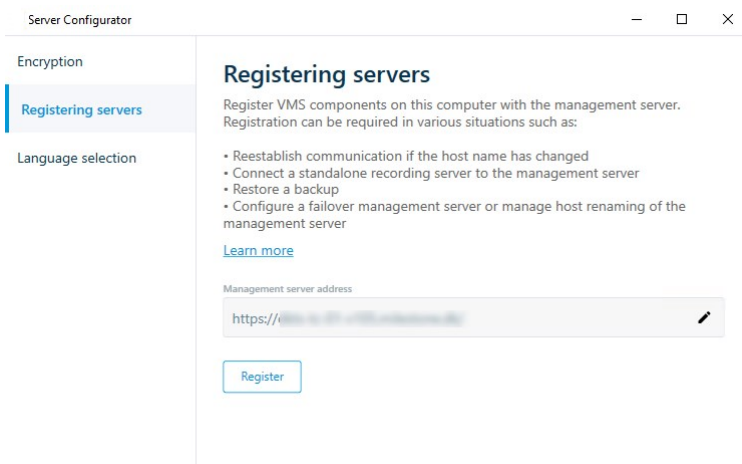 Server Configurator
Encryption
Registering servers
Language selection
Registering servers
Register VMS components on this computer with the management server.
Registration can be required in various situations such as:
• Reestablish communication if the host name has changed
• Connect a standalone recording server to the management server
• Restore a backup
• Configure a failover management server or manage host renaming of the
management server
Learn more
Management server address
https://
Register